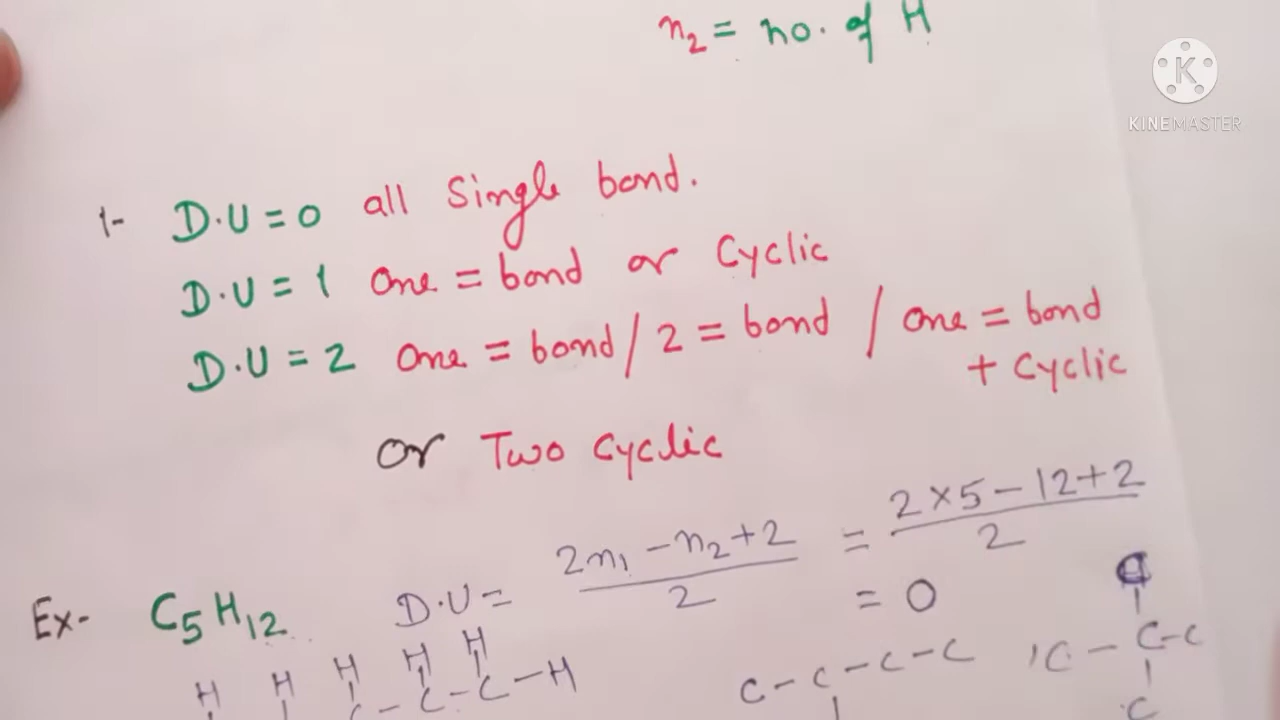 n₂ = no. of H
KINEMASTER
1- D.U = 0 all Single bond.
D.U = 1 One = bond or Cyclic
D.U = 2 One ≡ bond / 2 = bond / One = bond
+ Cyclic
or Two Cyclic
Ex- C₅H₁₂ D.U = 2n₁ - n₂ + 2 / 2 = 2 × 5 - 12 + 2 / 2
= 0
H H H H H
C - C - H
C - C - C - C
C
C - C - C
C